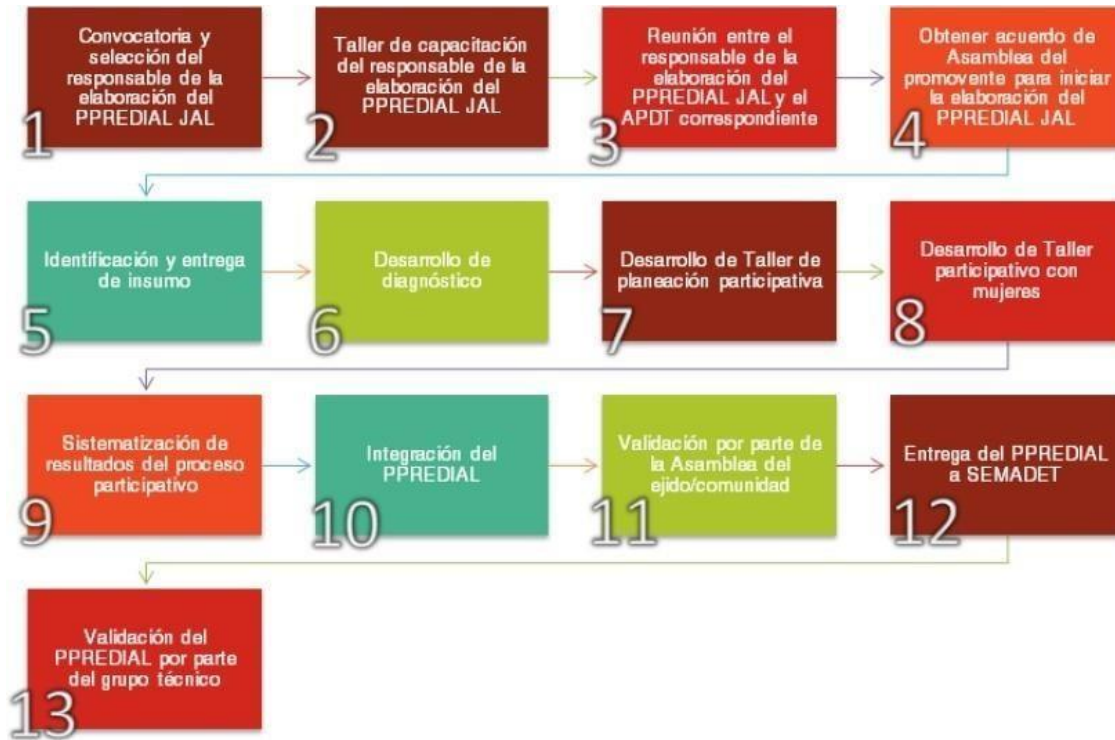 Convocatoria y
selección del
responsable de la
elaboración del
PPREDIAL JAL
1
Taller de capacitación
del responsable de la
elaboración del
PPREDIAL JAL
2
Reunión entre el
responsable de la
elaboración del
PPREDIAL JAL y el
APDT correspondiente
3
Obtener acuerdo de
Asamblea del
promovente para iniciar
la elaboración del
PPREDIAL JAL
4
Identificación y entrega
de insumo
5
Desarrollo de
diagnóstico
6
Desarrollo de Taller de
planeación participativa
7
Desarrollo de Taller
participativo con
mujeres
8
Sistematización de
resultados del proceso
participativo
9
Integración del
PPREDIAL
10
Validación por parte de
la Asamblea del
ejido/comunidad
11
Entrega del PPREDIAL
a SEMADET
12
Validación del
PPREDIAL por parte
del grupo técnico
13